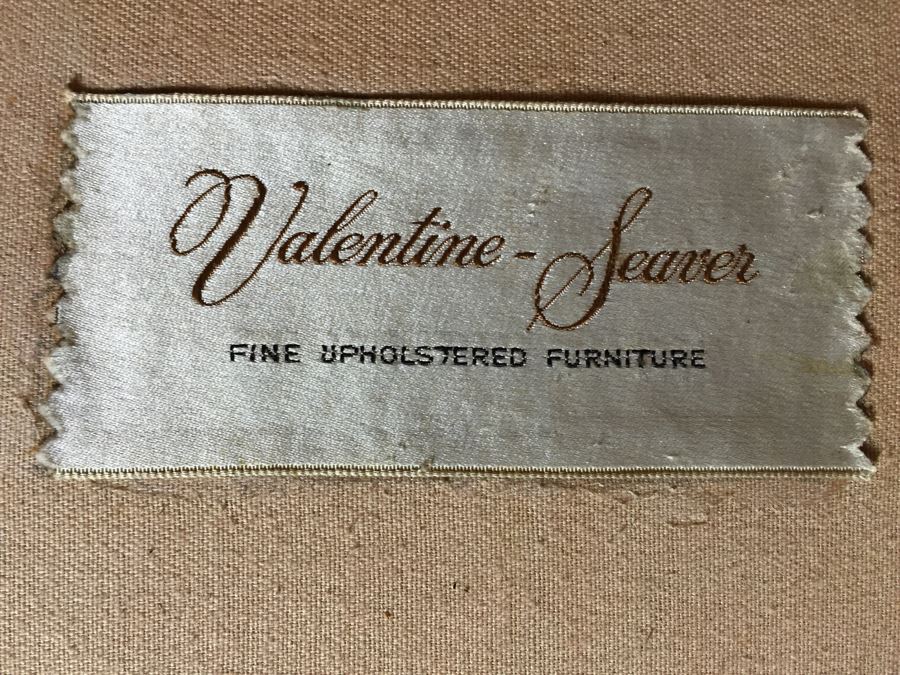 Valentine - Seaver
FINE UPHOLSTERED FURNITURE